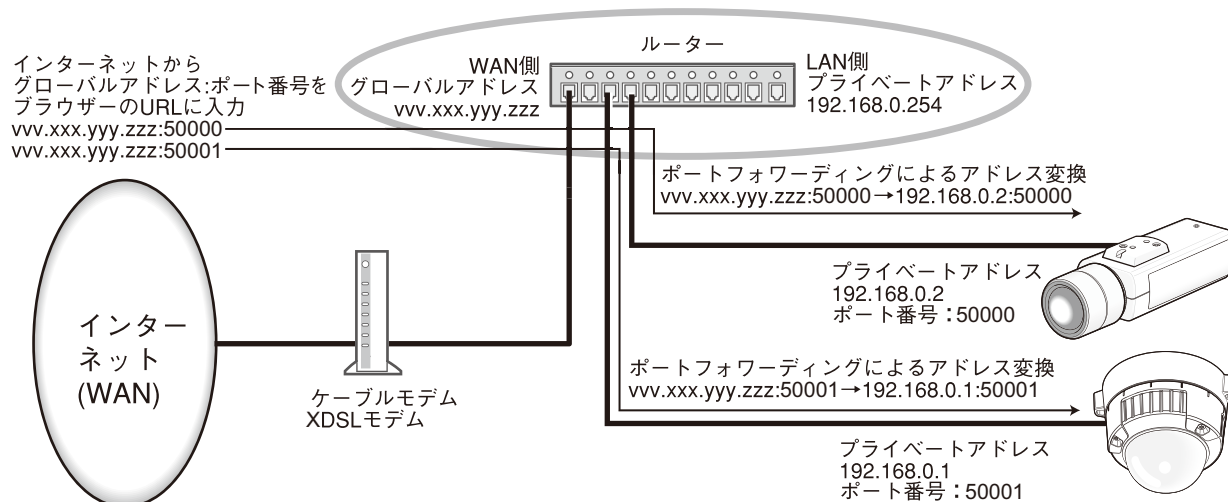 ルーター
インターネットから
グローバルアドレス:ポート番号を
ブラウザーのURLに入力
vvv.xxx.yyy.zzz:50000
vvv.xxx.yyy.zzz:50001
WAN側
グローバルアドレス
vvv.xxx.yyy.zzz
LAN側
プライベートアドレス
192.168.0.254
ポートフォワーディングによるアドレス変換
vvv.xxx.yyy.zzz:50000→192.168.0.2:50000
プライベートアドレス
192.168.0.2
ポート番号：50000
インター
ネット
(WAN)
ケーブルモデム
XDSLモデム
ポートフォワーディングによるアドレス変換
vvv.xxx.yyy.zzz:50001→192.168.0.1:50001
プライベートアドレス
192.168.0.1
ポート番号：50001